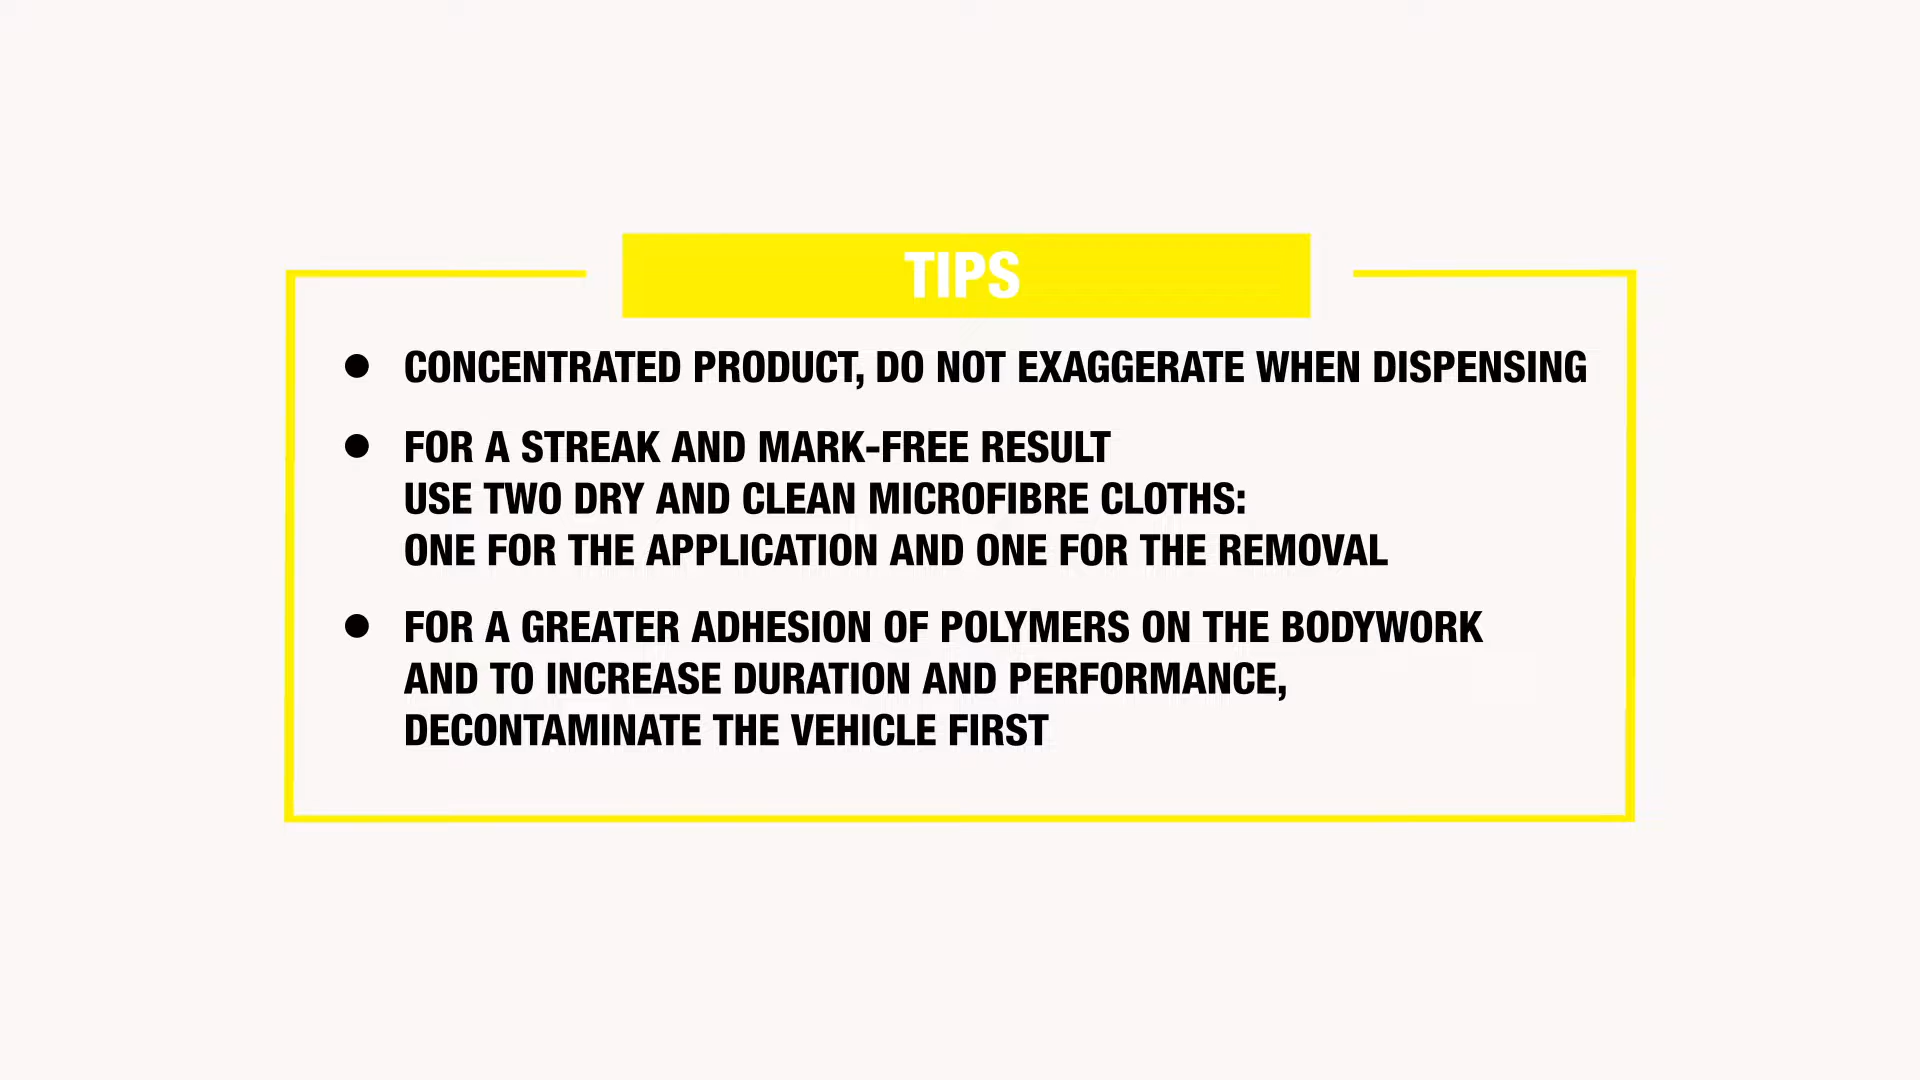 TIPS
● CONCENTRATED PRODUCT, DO NOT EXAGGERATE WHEN DISPENSING
● FOR A STREAK AND MARK-FREE RESULT
USE TWO DRY AND CLEAN MICROFIBRE CLOTHS:
ONE FOR THE APPLICATION AND ONE FOR THE REMOVAL
● FOR A GREATER ADHESION OF POLYMERS ON THE BODYWORK
AND TO INCREASE DURATION AND PERFORMANCE,
DECONTAMINATE THE VEHICLE FIRST